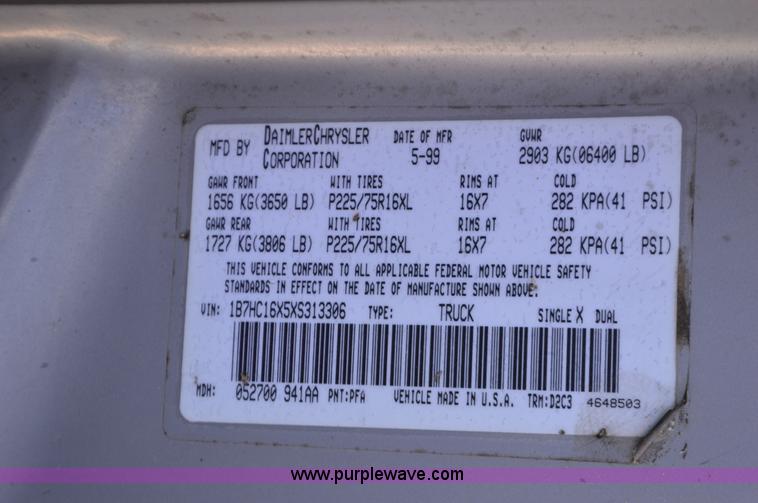 MFD BY DAIMLERCHRYSLER CORPORATION DATE OF MFR 5-99 GVWR 2903 KG(06400 LB)
GAWR FRONT WITH TIRES RIMS AT COLD
1656 KG(3650 LB) P225/75R16XL 16X7 282 KPA(41 PSI)
GAWR REAR WITH TIRES RIMS AT COLD
1727 KG(3806 LB) P225/75R16XL 16X7 282 KPA(41 PSI)
THIS VEHICLE CONFORMS TO ALL APPLICABLE FEDERAL MOTOR VEHICLE SAFETY
STANDARDS IN EFFECT ON THE DATE OF MANUFACTURE SHOWN ABOVE.
VIN: 1B7HC16X5XS313306 TYPE: TRUCK SINGLE X DUAL
MDH: 052700 941AA PNT:PFA VEHICLE MADE IN U.S.A. TRM:D2C3 4648503
www.purplewave.com